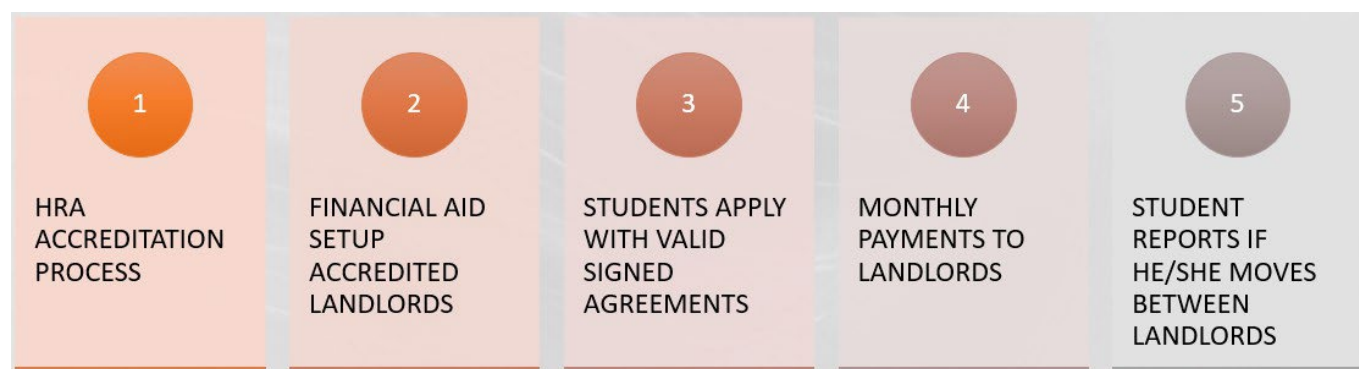 1
HRA
ACCREDITATION
PROCESS
2
FINANCIAL AID
SETUP
ACCREDITED
LANDLORDS
3
STUDENTS APPLY
WITH VALID
SIGNED
AGREEMENTS
4
MONTHLY
PAYMENTS TO
LANDLORDS
5
STUDENT
REPORTS IF
HE/SHE MOVES
BETWEEN
LANDLORDS